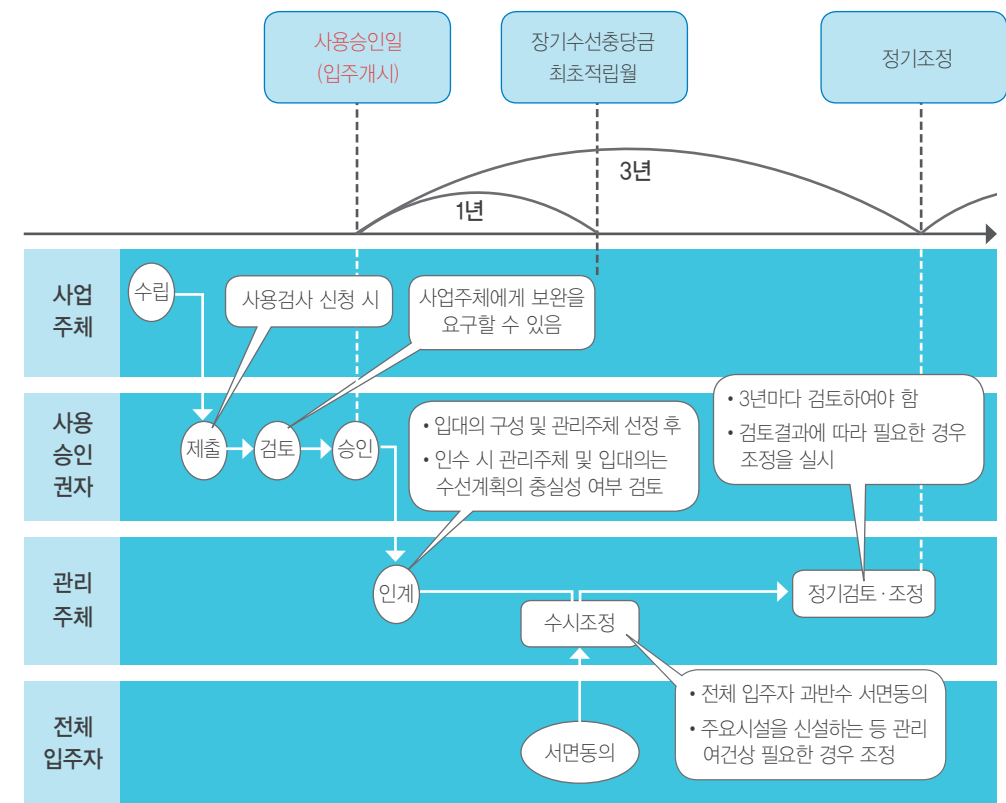 사용승인일
(입주개시)
장기수선충당금
최초적립월
정기조정
3년
1년
사업
주체
수립
사용검사 신청 시
사업주체에게 보완을
요구할 수 있음
사용
승인
권자
제출
검토
승인
• 입대의 구성 및 관리주체 선정 후
• 인수 시 관리주체 및 입대의는
수선계획의 충실성 여부 검토
• 3년마다 검토하여야 함
• 검토결과에 따라 필요한 경우
조정을 실시
관리
주체
인계
수시조정
정기검토·조정
전체
입주자
서면동의
• 전체 입주자 과반수 서면동의
• 주요시설을 신설하는 등 관리
여건상 필요한 경우 조정